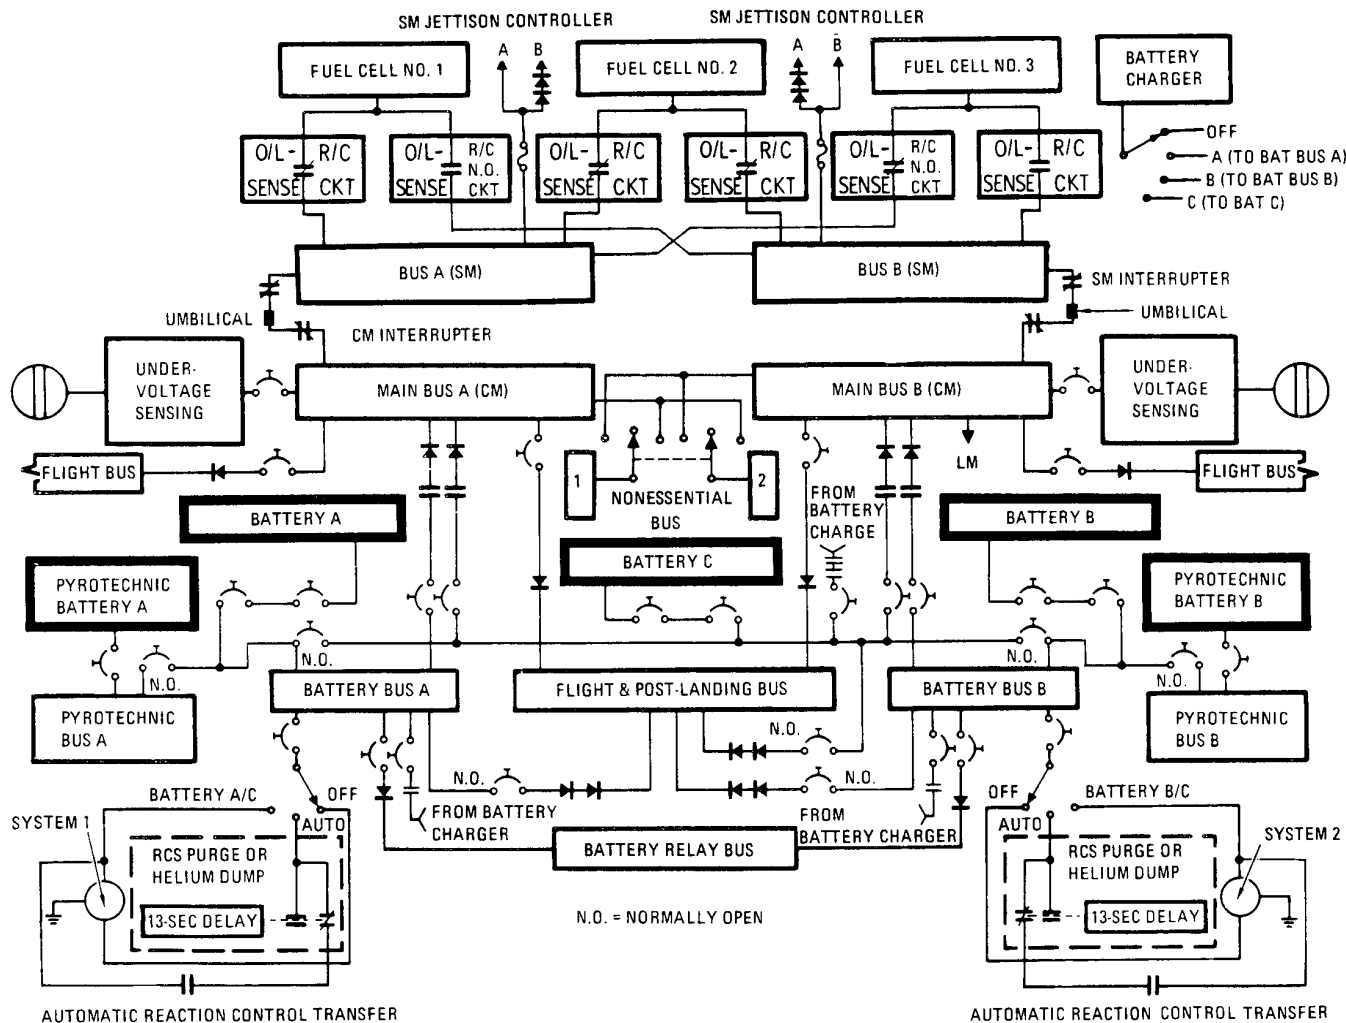 SM JETTISON CONTROLLER
SM JETTISON CONTROLLER
A B
A B
FUEL CELL NO. 1
FUEL CELL NO. 2
FUEL CELL NO. 3
BATTERY
CHARGER
OFF
A (TO BAT BUS A)
B (TO BAT BUS B)
C (TO BAT C)
O/L- R/C
SENSE CKT
O/L- R/C
N.O.
SENSE CKT
O/L- R/C
SENSE CKT
O/L- R/C
SENSE CKT
O/L- R/C
N.O.
SENSE CKT
O/L- R/C
SENSE CKT
BUS A (SM)
BUS B (SM)
SM INTERRUPTER
UMBILICAL
UMBILICAL
CM INTERRUPTER
UNDER-
VOLTAGE
SENSING
MAIN BUS A (CM)
MAIN BUS B (CM)
UNDER-
VOLTAGE
SENSING
FLIGHT BUS
LM
FLIGHT BUS
1
NONESSENTIAL
BUS
2
FROM
BATTERY
CHARGE
BATTERY A
BATTERY B
BATTERY C
PYROTECHNIC
BATTERY A
PYROTECHNIC
BATTERY B
N.O.
N.O.
N.O.
N.O.
BATTERY BUS A
FLIGHT & POST-LANDING BUS
BATTERY BUS B
PYROTECHNIC
BUS A
PYROTECHNIC
BUS B
N.O.
N.O.
N.O.
BATTERY A/C
OFF
AUTO
FROM BATTERY
CHARGER
FROM
BATTERY CHARGER
OFF
AUTO
BATTERY B/C
SYSTEM 1
SYSTEM 2
BATTERY RELAY BUS
RCS PURGE OR
HELIUM DUMP
13-SEC DELAY
RCS PURGE OR
HELIUM DUMP
13-SEC DELAY
N.O. = NORMALLY OPEN
AUTOMATIC REACTION CONTROL TRANSFER
AUTOMATIC REACTION CONTROL TRANSFER